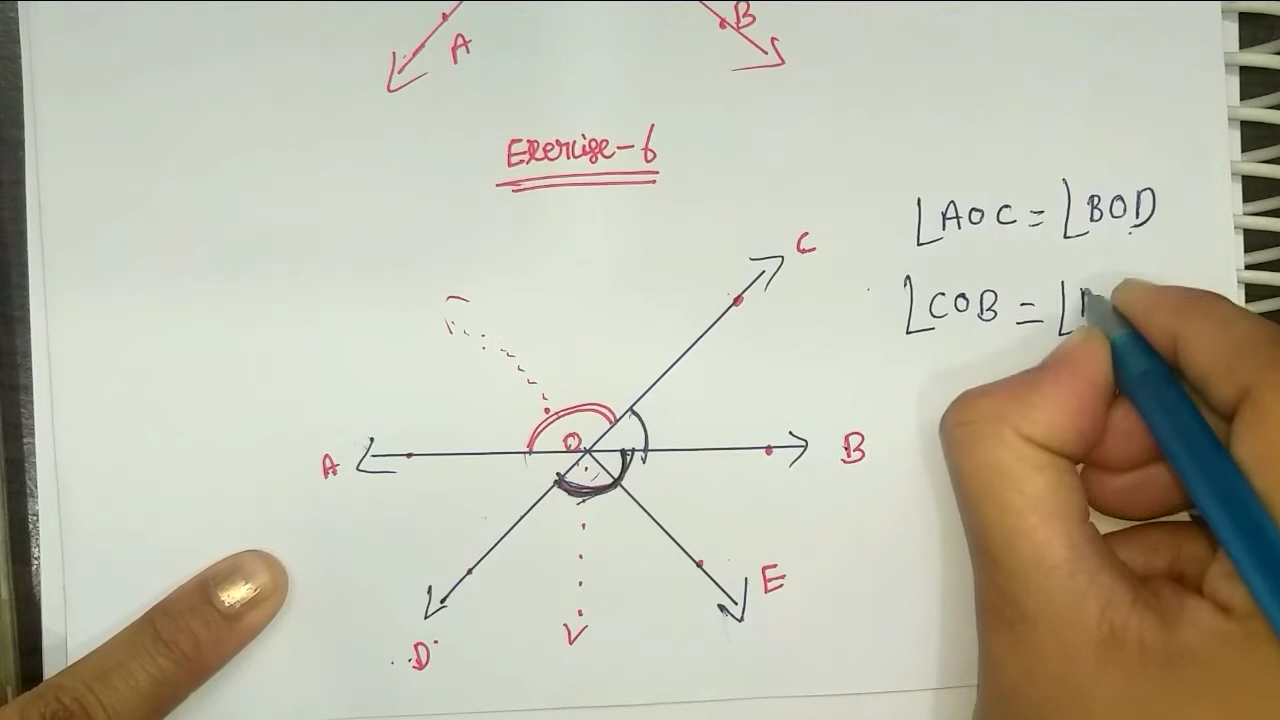 A
B
Exercise-6
∠AOC = ∠BOD
C
∠COB = ∠
O
A
B
E
D